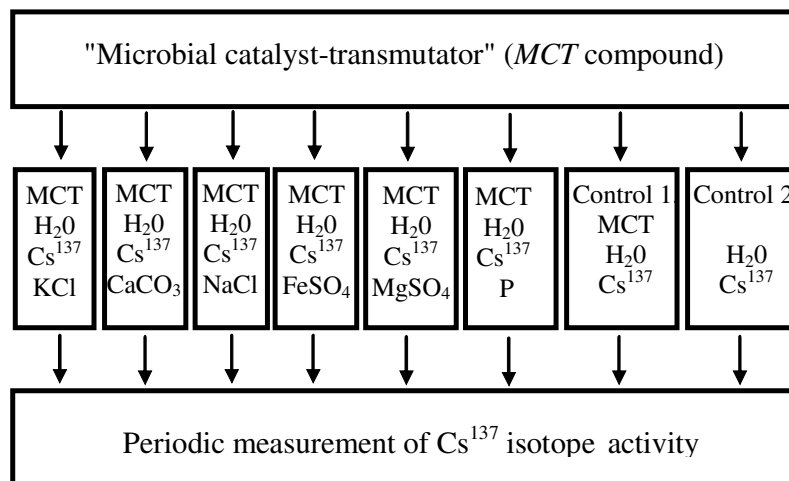 "Microbial catalyst-transmutator" (MCT compound)
MCT
H₂0
Cs¹³⁷
KCl
MCT
H₂0
Cs¹³⁷
CaCO₃
MCT
H₂0
Cs¹³⁷
NaCl
MCT
H₂0
Cs¹³⁷
FeSO₄
MCT
H₂0
Cs¹³⁷
MgSO₄
MCT
H₂0
Cs¹³⁷
P
Control 1.
MCT
H₂0
Cs¹³⁷
Control 2
H₂0
Cs¹³⁷
Periodic measurement of Cs¹³⁷ isotope activity